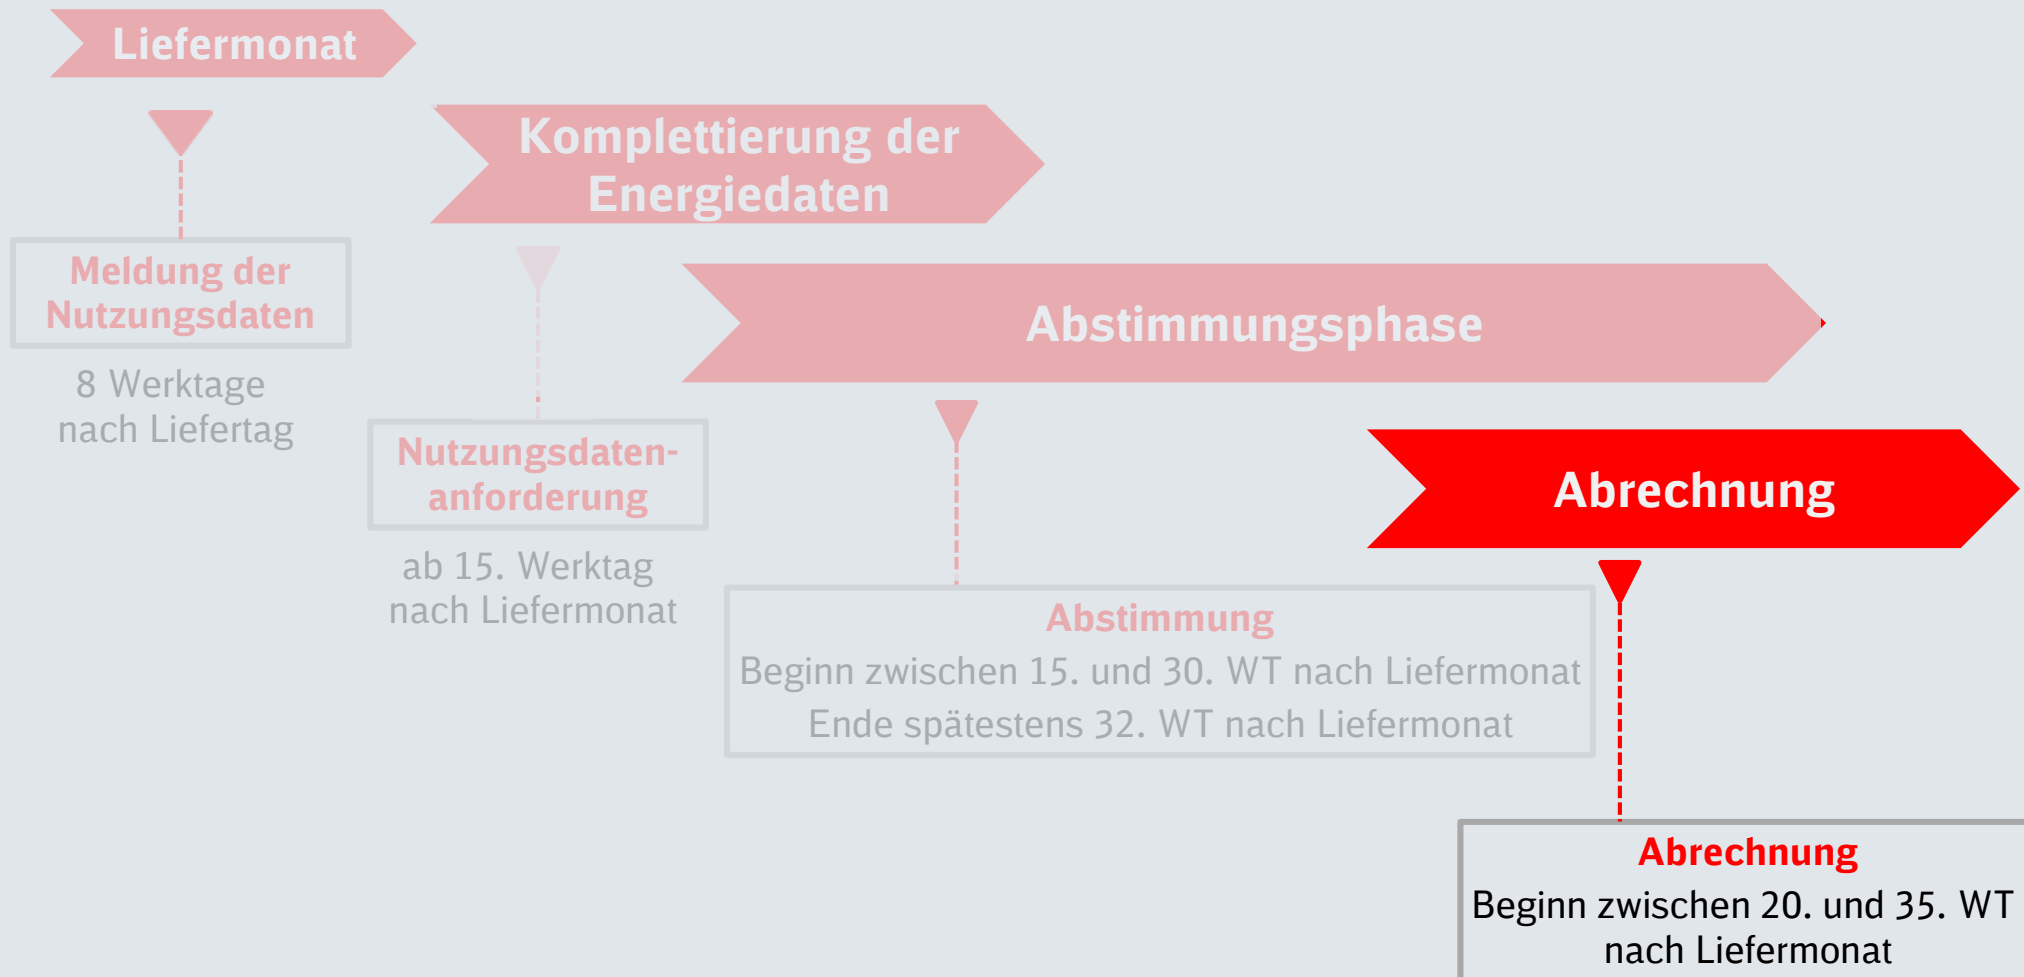 Liefermonat
Komplettierung der
Energiedaten
Meldung der
Nutzungsdaten
8 Werktage
nach Liefertag
Abstimmungsphase
Nutzungsdaten-
anforderung
ab 15. Werktag
nach Liefermonat
Abrechnung
Abstimmung
Beginn zwischen 15. und 30. WT nach Liefermonat
Ende spätestens 32. WT nach Liefermonat
Abrechnung
Beginn zwischen 20. und 35. WT
nach Liefermonat